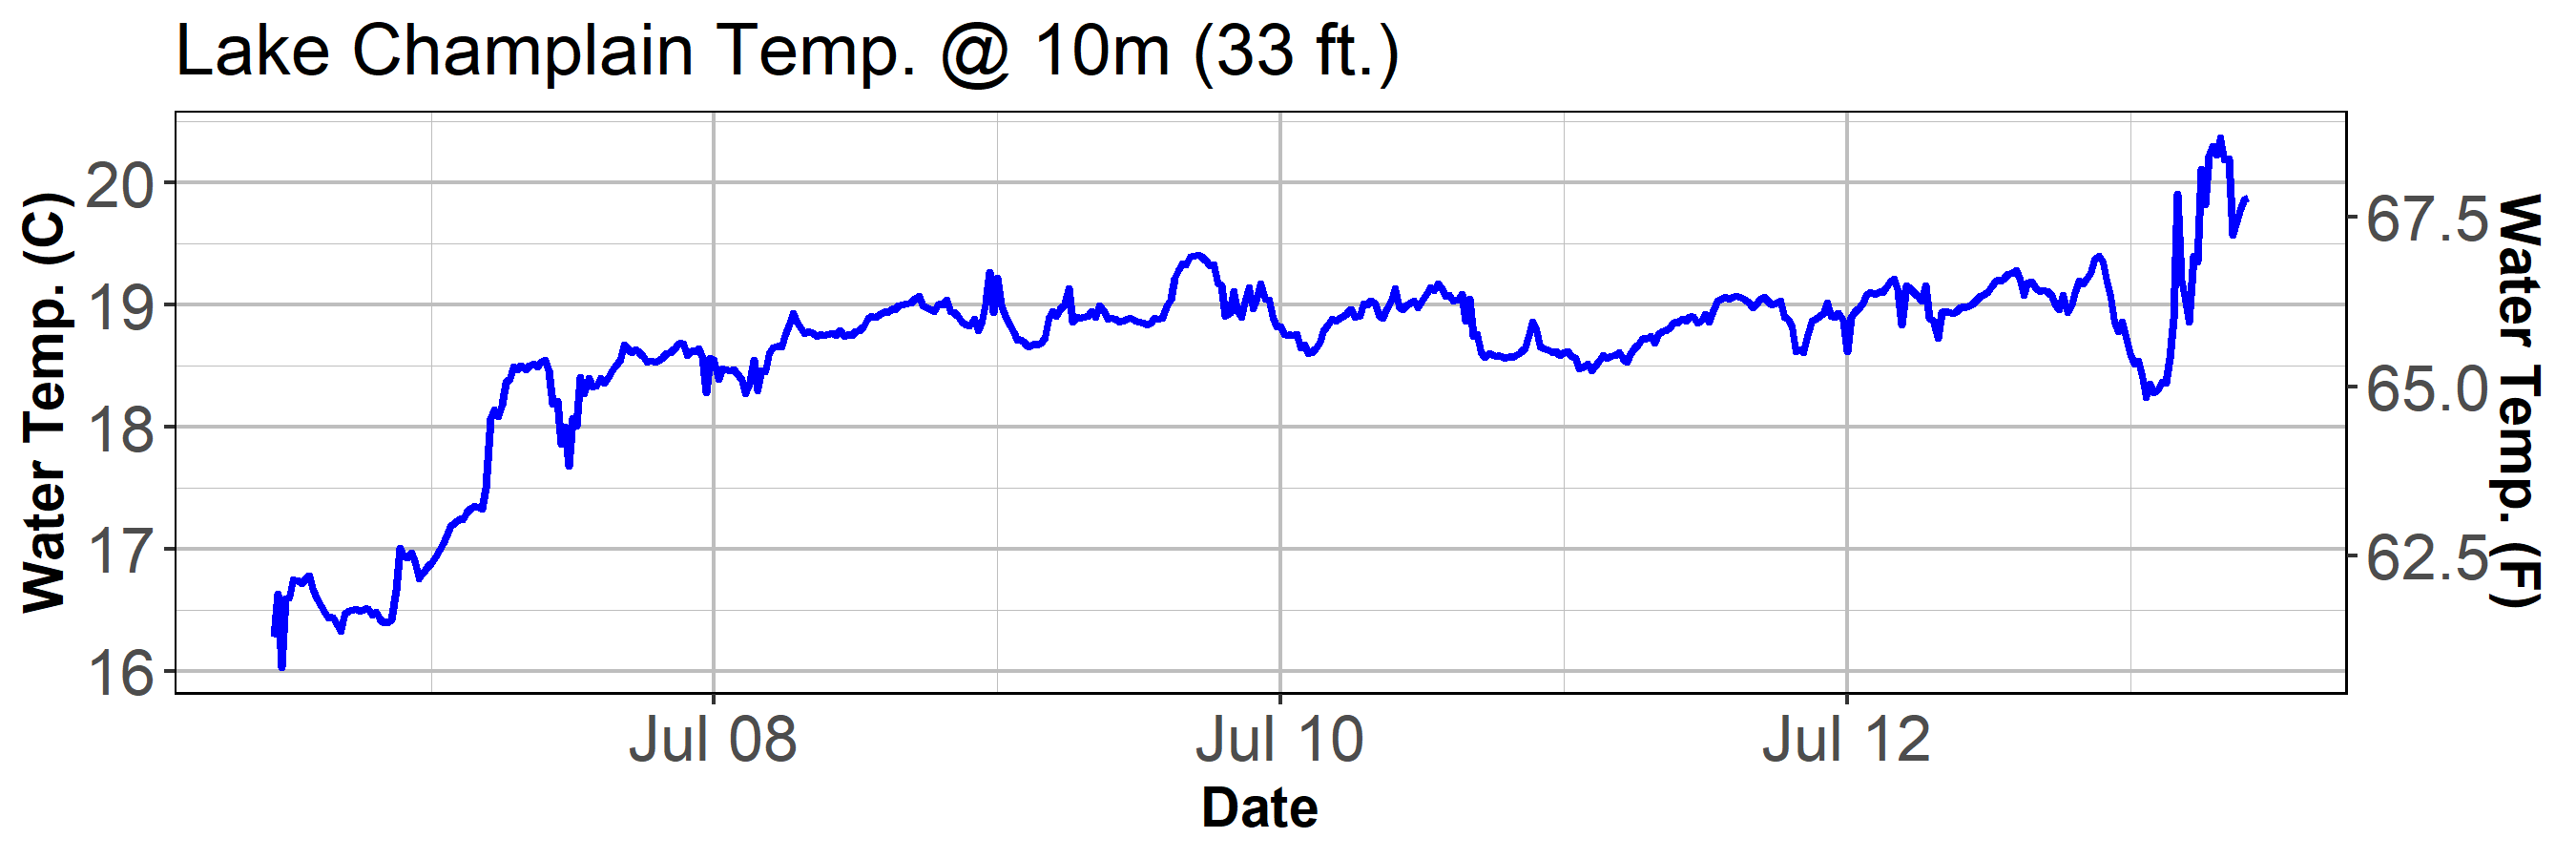 Lake Champlain Temp. @ 10m (33 ft.)
Water Temp. (C)
20
19
18
17
16
67.5
65.0
62.5
Water Temp. (F)
Jul 08 Jul 10 Jul 12
Date